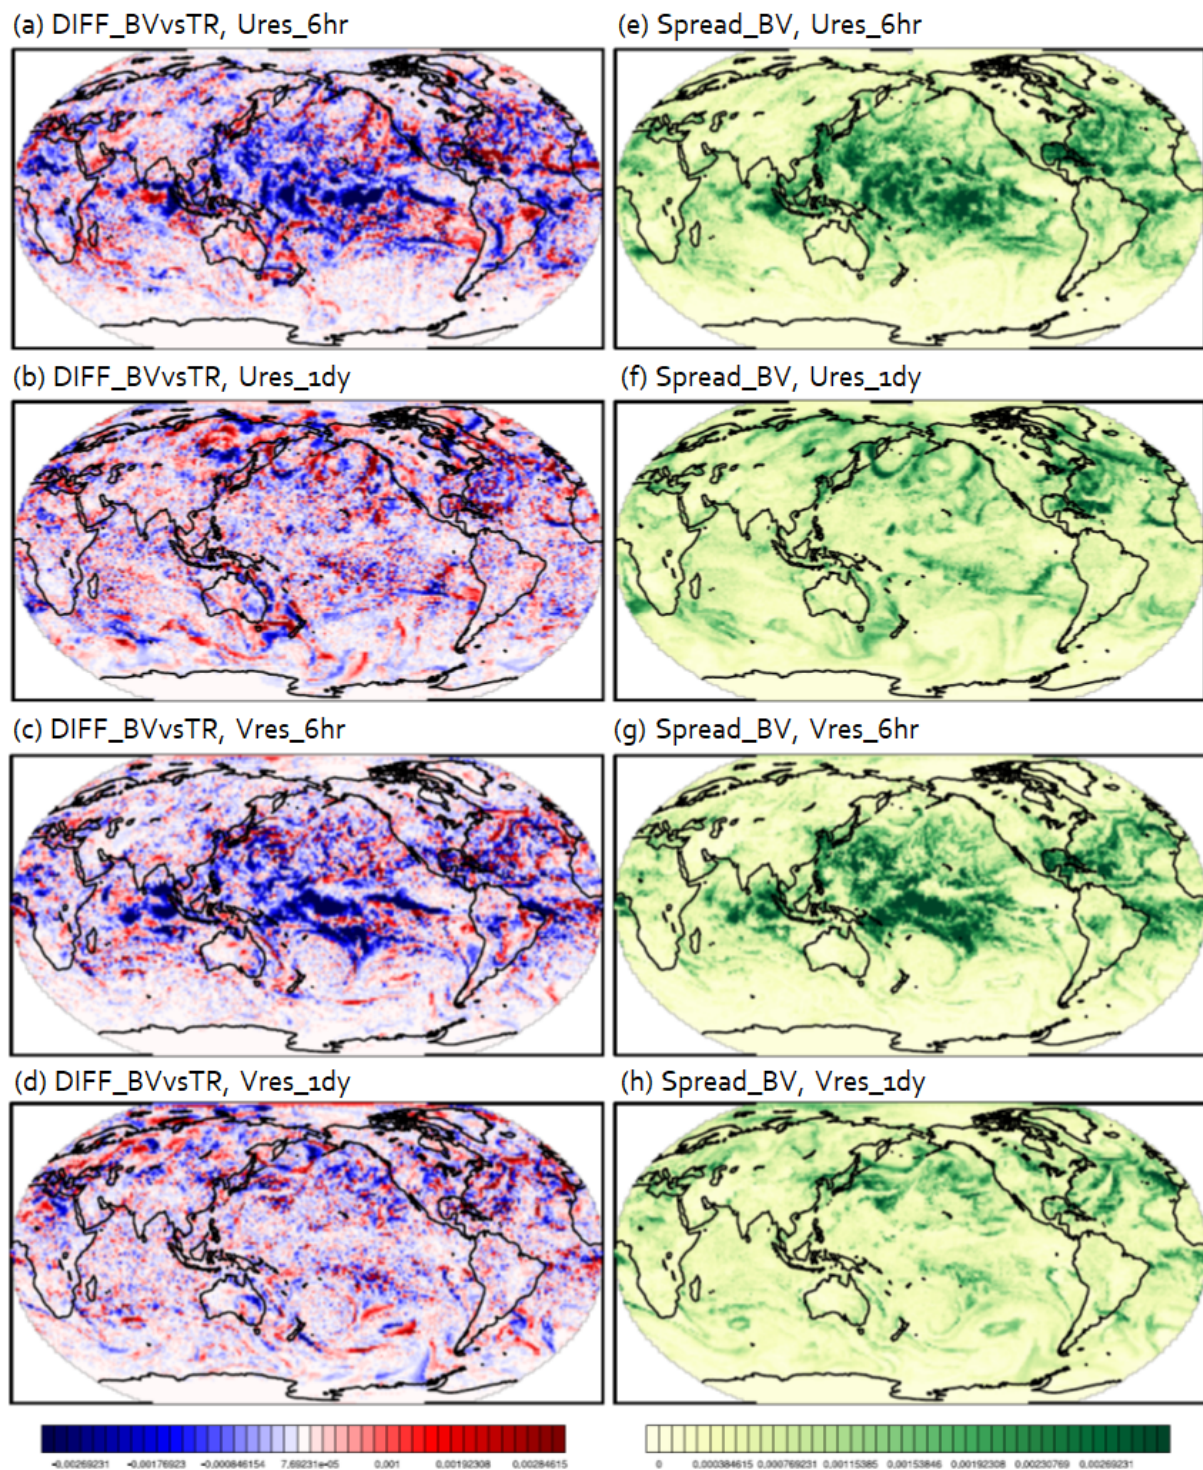 (a) DIFF_BVvsTR, Ures_6hr
(e) Spread_BV, Ures_6hr
(b) DIFF_BVvsTR, Ures_1dy
(f) Spread_BV, Ures_1dy
(c) DIFF_BVvsTR, Vres_6hr
(g) Spread_BV, Vres_6hr
(d) DIFF_BVvsTR, Vres_1dy
(h) Spread_BV, Vres_1dy
-0.00269231 -0.00176923 -0.000846154 7.69231e-05 0.001 0.00192308 0.00284615
0 0.000384615 0.000769231 0.00115385 0.00153846 0.00192308 0.00230769 0.00269231